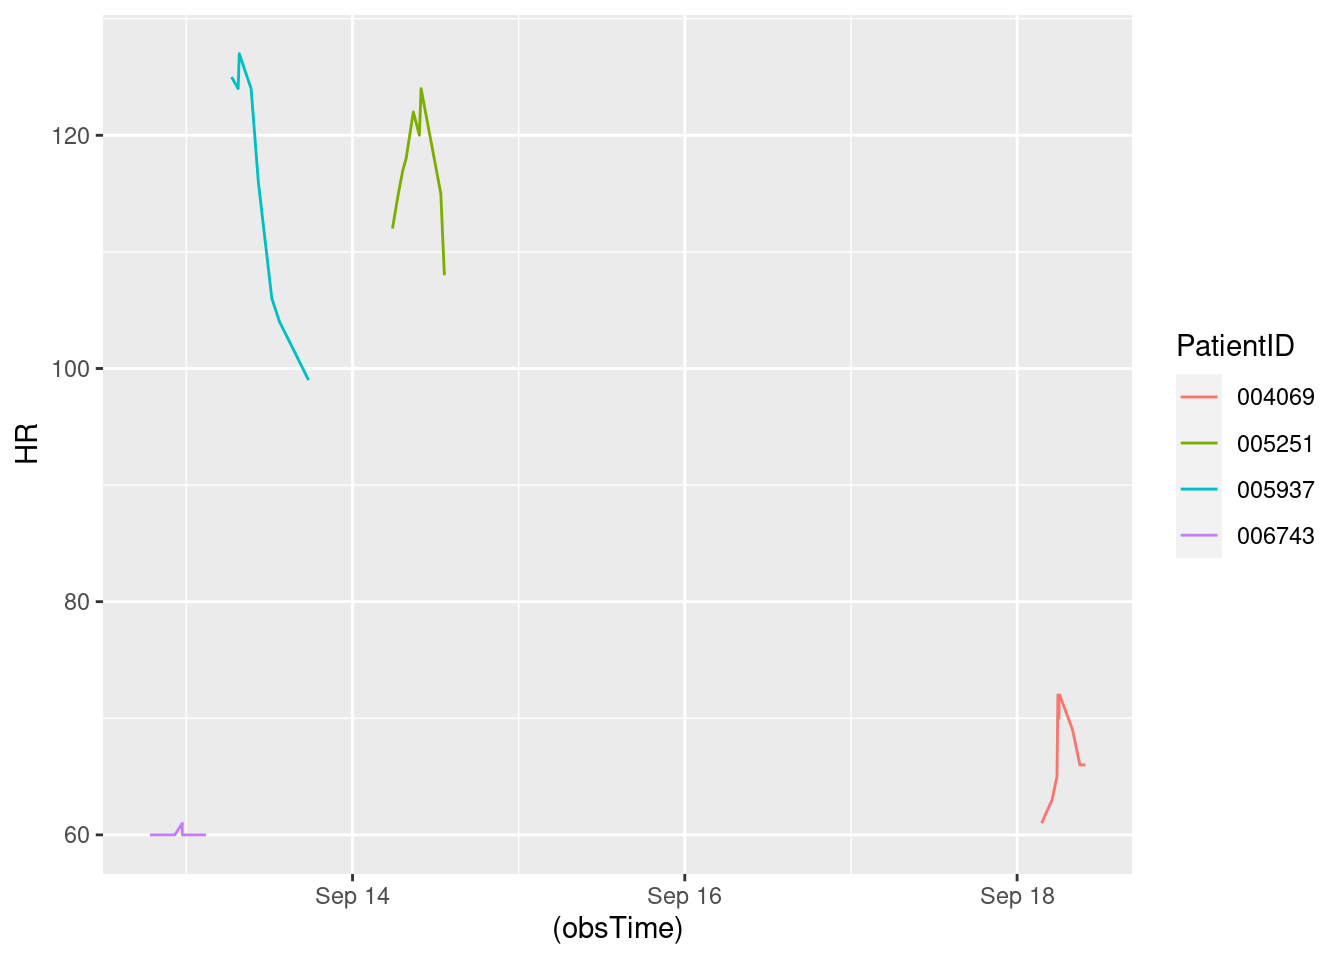 120
100
80
60
HR
Sep 14
Sep 16
Sep 18
(obsTime)
PatientID
004069
005251
005937
006743